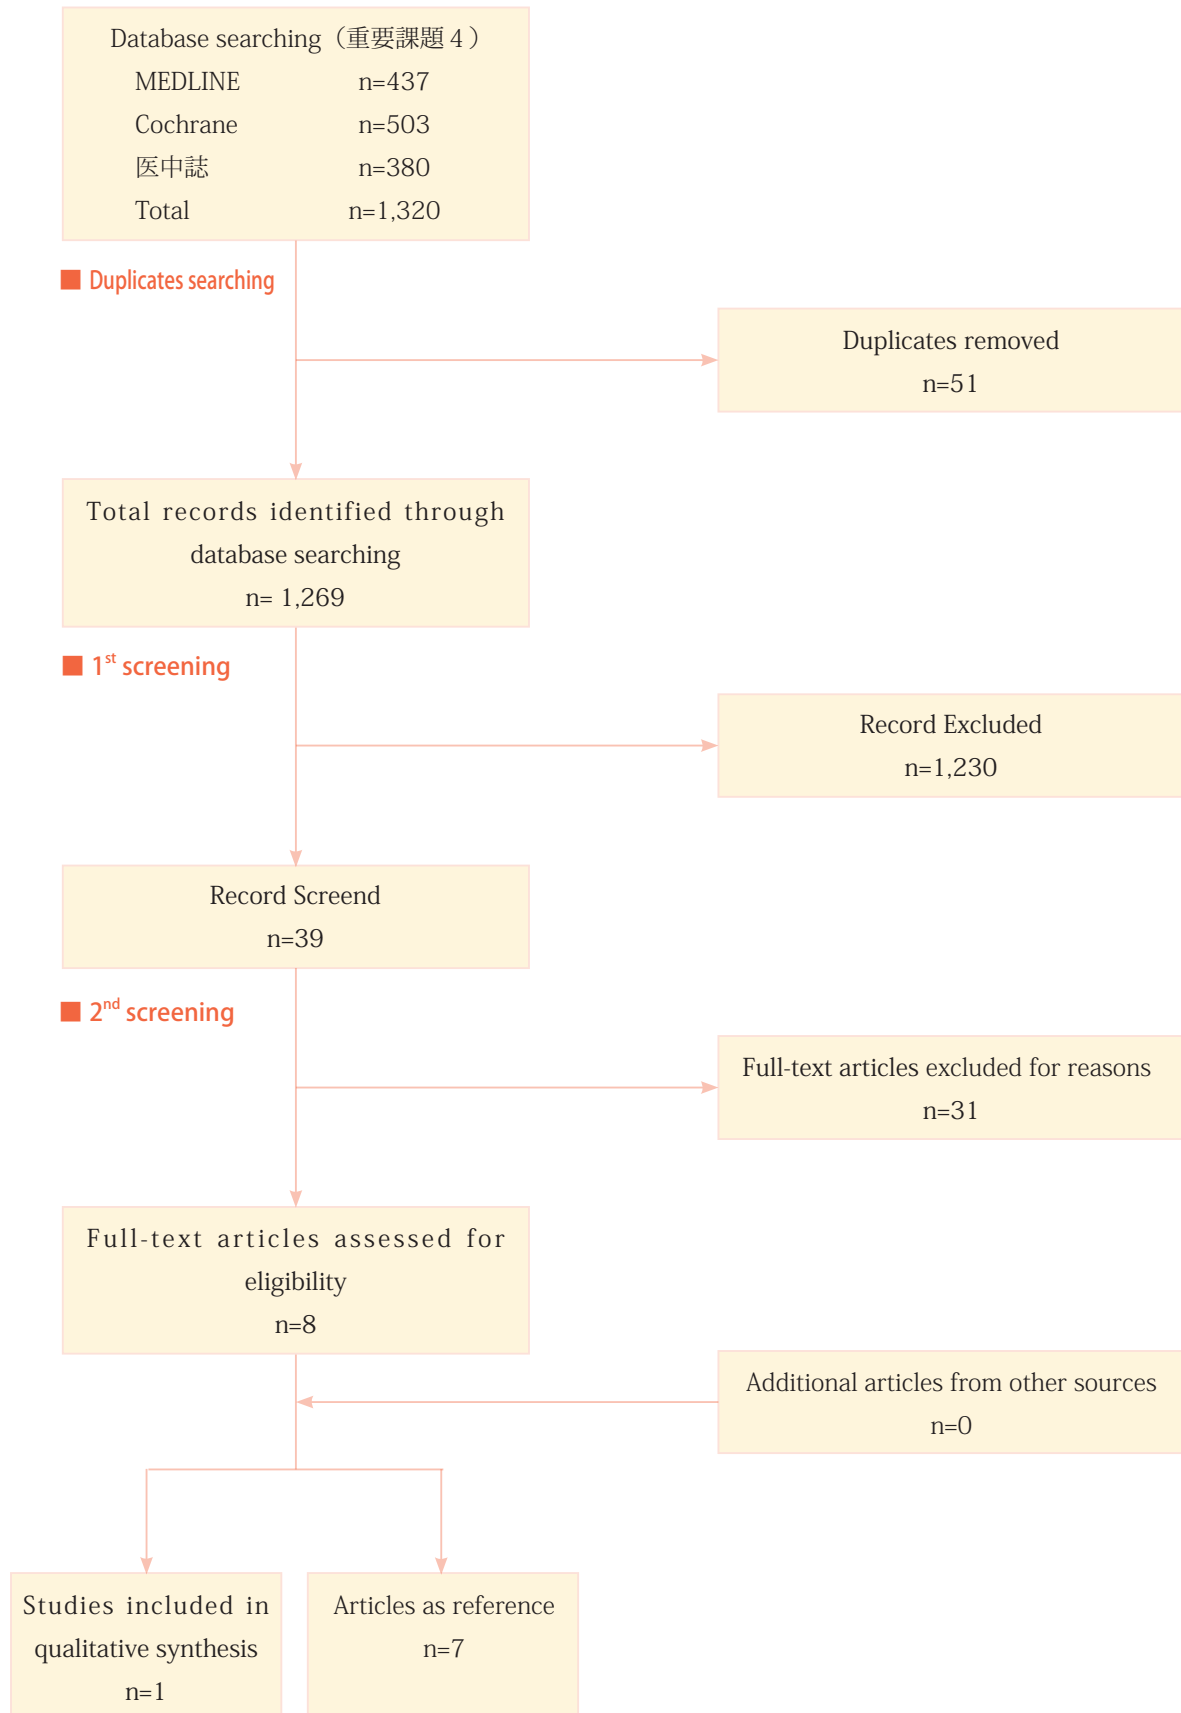 Database searching（重要課題４）
MEDLINE n=437
Cochrane n=503
医中誌 n=380
Total n=1,320
■ Duplicates searching
Duplicates removed
n=51
Total records identified through
database searching
n= 1,269
■ 1st screening
Record Excluded
n=1,230
Record Screend
n=39
■ 2nd screening
Full-text articles excluded for reasons
n=31
Full-text articles assessed for
eligibility
n=8
Additional articles from other sources
n=0
Studies included in
qualitative synthesis
n=1
Articles as reference
n=7